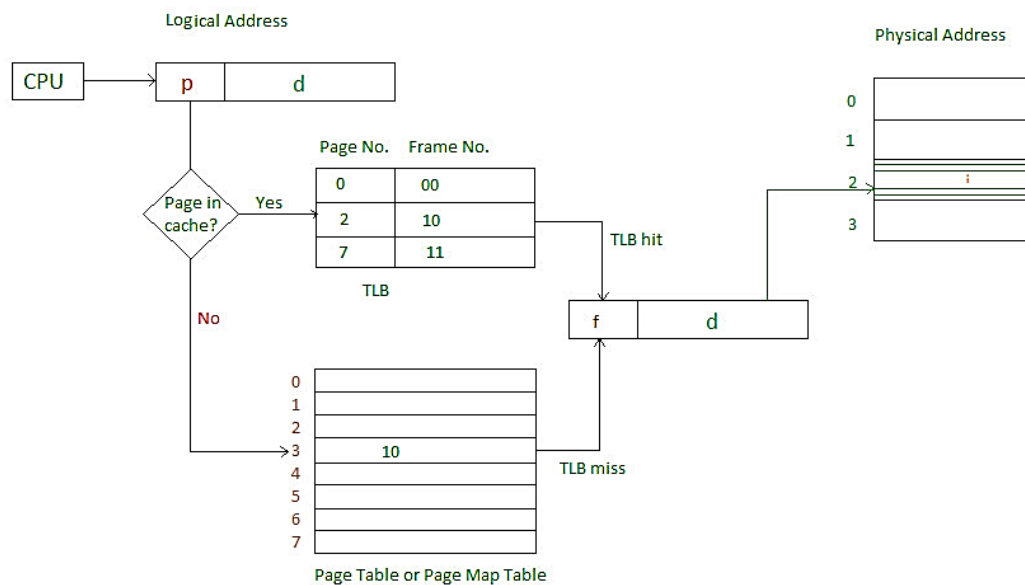 Logical Address
Physical Address
CPU
p d
Page No. Frame No.
0 00
2 10
7 11
TLB
Page in
cache?
Yes
No
TLB hit
f d
0
1
2 i
3
0
1
2
3 10
4
5
6
7
TLB miss
Page Table or Page Map Table